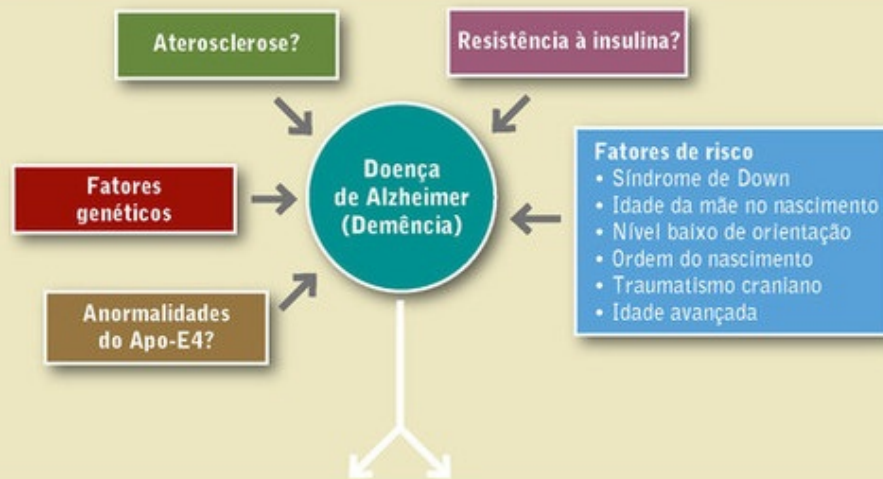 Aterosclerose?
Resistência à insulina?
Fatores
genéticos
Doença
de Alzheimer
(Demência)
Fatores de risco
• Síndrome de Down
• Idade da mãe no nascimento
• Nível baixo de orientação
• Ordem do nascimento
• Traumatismo craniano
• Idade avançada
Anormalidades
do Apo-E4?